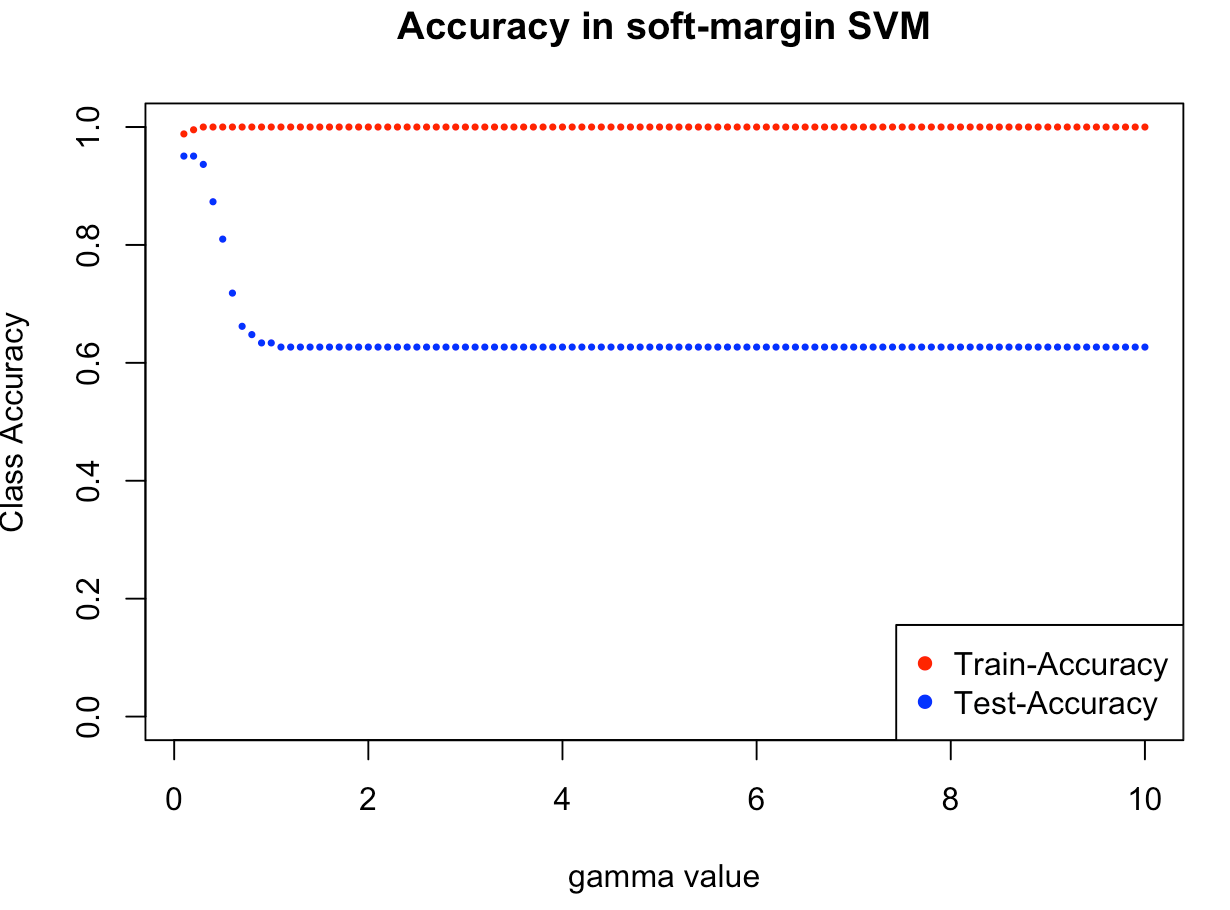 Accuracy in soft-margin SVM
Class Accuracy
1.0
0.8
0.6
0.4
0.2
0.0
Train-Accuracy
Test-Accuracy
0 2 4 6 8 10
gamma value